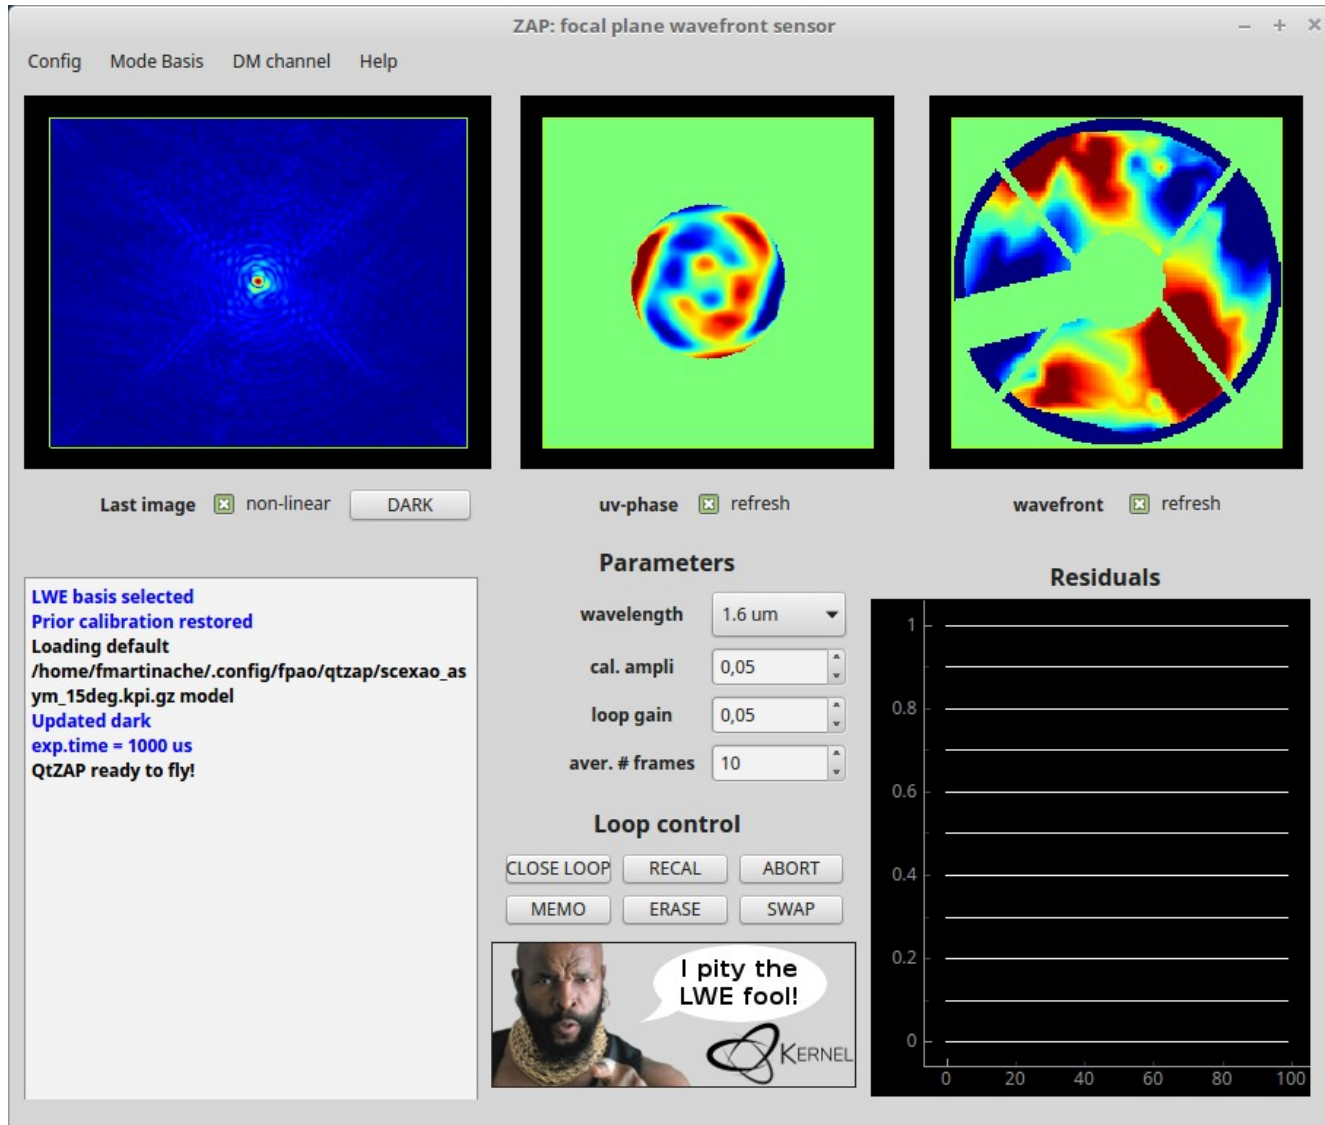 ZAP: focal plane wavefront sensor
Config Mode Basis DM channel Help
Last image non-linear DARK
uv-phase refresh
wavefront refresh
LWE basis selected
Prior calibration restored
Loading default
/home/fmartinache/.config/fpao/qtzap/scexao_as
ym_15deg.kpi.gz model
Updated dark
exp.time = 1000 us
QtZAP ready to fly!
Parameters
wavelength 1.6 um
cal. ampli 0,05
loop gain 0,05
aver. # frames 10
Loop control
CLOSE LOOP RECAL ABORT
MEMO ERASE SWAP
I pity the
LWE fool!
KERNEL
Residuals
1
0.8
0.6
0.4
0.2
0
0 20 40 60 80 100